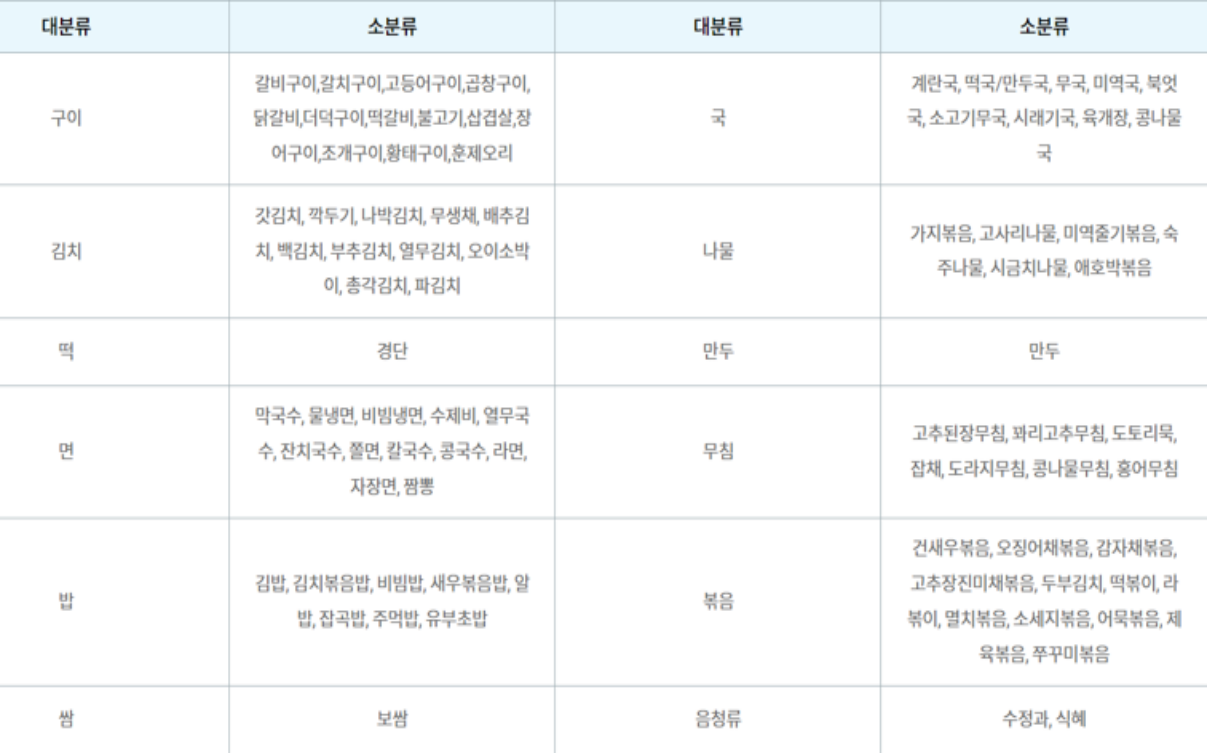 대분류 소분류 대분류 소분류
구이
갈비구이,갈치구이,고등어구이,곱창구이,
닭갈비,더덕구이,떡갈비,불고기,삼겹살,장
어구이,조개구이,황태구이,훈제오리
국
계란국, 떡국/만두국, 무국, 미역국, 북엇
국, 소고기무국, 시래기국, 육개장, 콩나물
국
김치
갓김치, 깍두기, 나박김치, 무생채, 배추김
치, 백김치, 부추김치, 열무김치, 오이소박
이, 총각김치, 파김치
나물
가지볶음, 고사리나물, 미역줄기볶음, 숙
주나물, 시금치나물, 애호박볶음
떡
경단
만두
만두
면
막국수, 물냉면, 비빔냉면, 수제비, 열무국
수, 잔치국수, 쫄면, 칼국수, 콩국수, 라면,
자장면, 짬뽕
무침
고추된장무침, 꽈리고추무침, 도토리묵,
잡채, 도라지무침, 콩나물무침, 홍어무침
밥
김밥, 김치볶음밥, 비빔밥, 새우볶음밥, 알
밥, 잡곡밥, 주먹밥, 유부초밥
볶음
건새우볶음, 오징어채볶음, 감자채볶음,
고추장진미채볶음, 두부김치, 떡볶이, 라
볶이, 멸치볶음, 소세지볶음, 어묵볶음, 제
육볶음, 쭈꾸미볶음
쌈
보쌈
음청류
수정과, 식혜